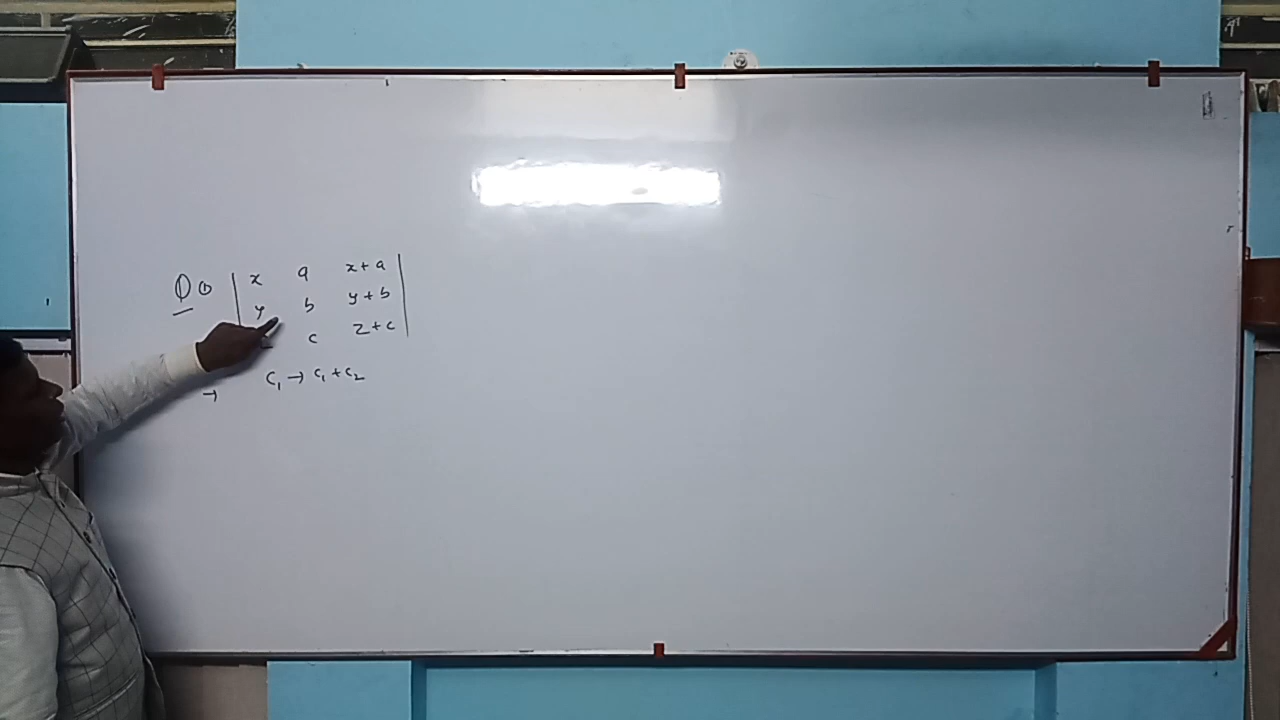 Q ① | x a x+a |
y b y+b
c z+c
→ C₁ → C₁ + C₂